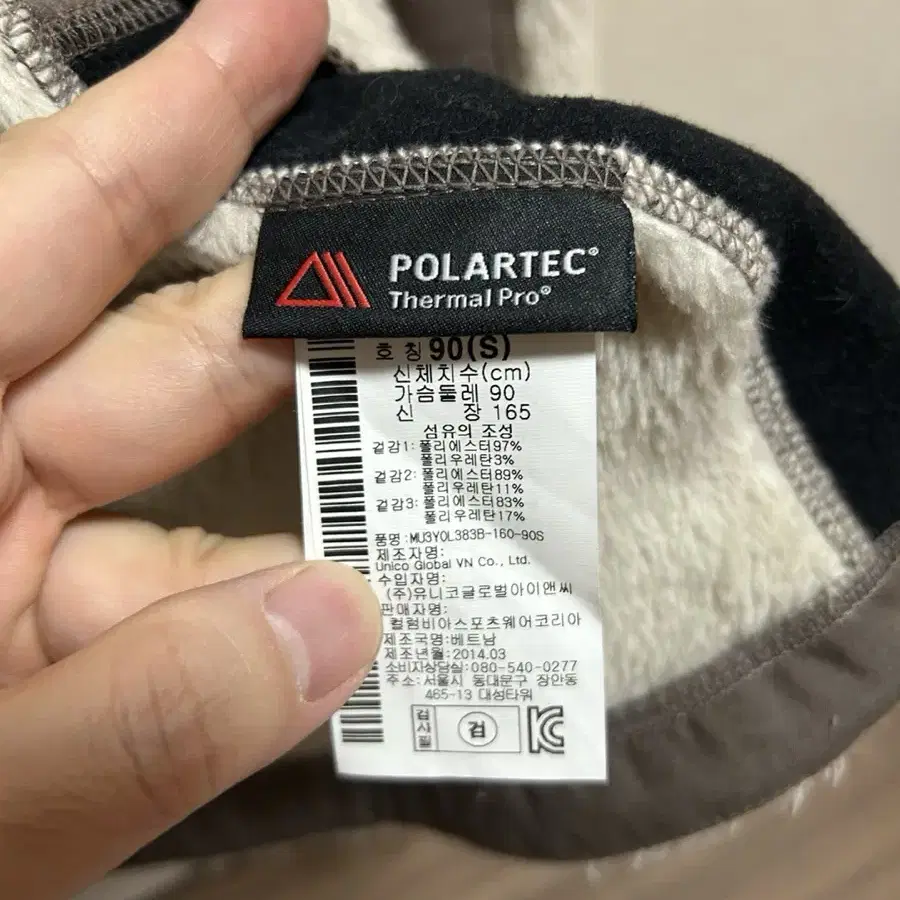 POLARTEC®
Thermal Pro®
호 칭 90(S)
신체치수(cm)
가슴둘레 90
신 장 165
섬유의 조성
겉감1: 폴리에스터97%
폴리우레탄3%
겉감2: 폴리에스터89%
폴리우레탄11%
겉감3: 폴리에스터83%
폴리우레탄17%
품명: MU3YOL383B-160-90S
제조자명:
Unico Global VN Co., Ltd.
수입자명:
(주)유니코글로벌아이앤씨
판매자명:
컬럼비아스포츠웨어코리아
제조국명:베트남
제조년월:2014.03
소비자상담실:080-540-0277
주소:서울시 동대문구 장안동
465-13 대성타워
검사필 검 KC